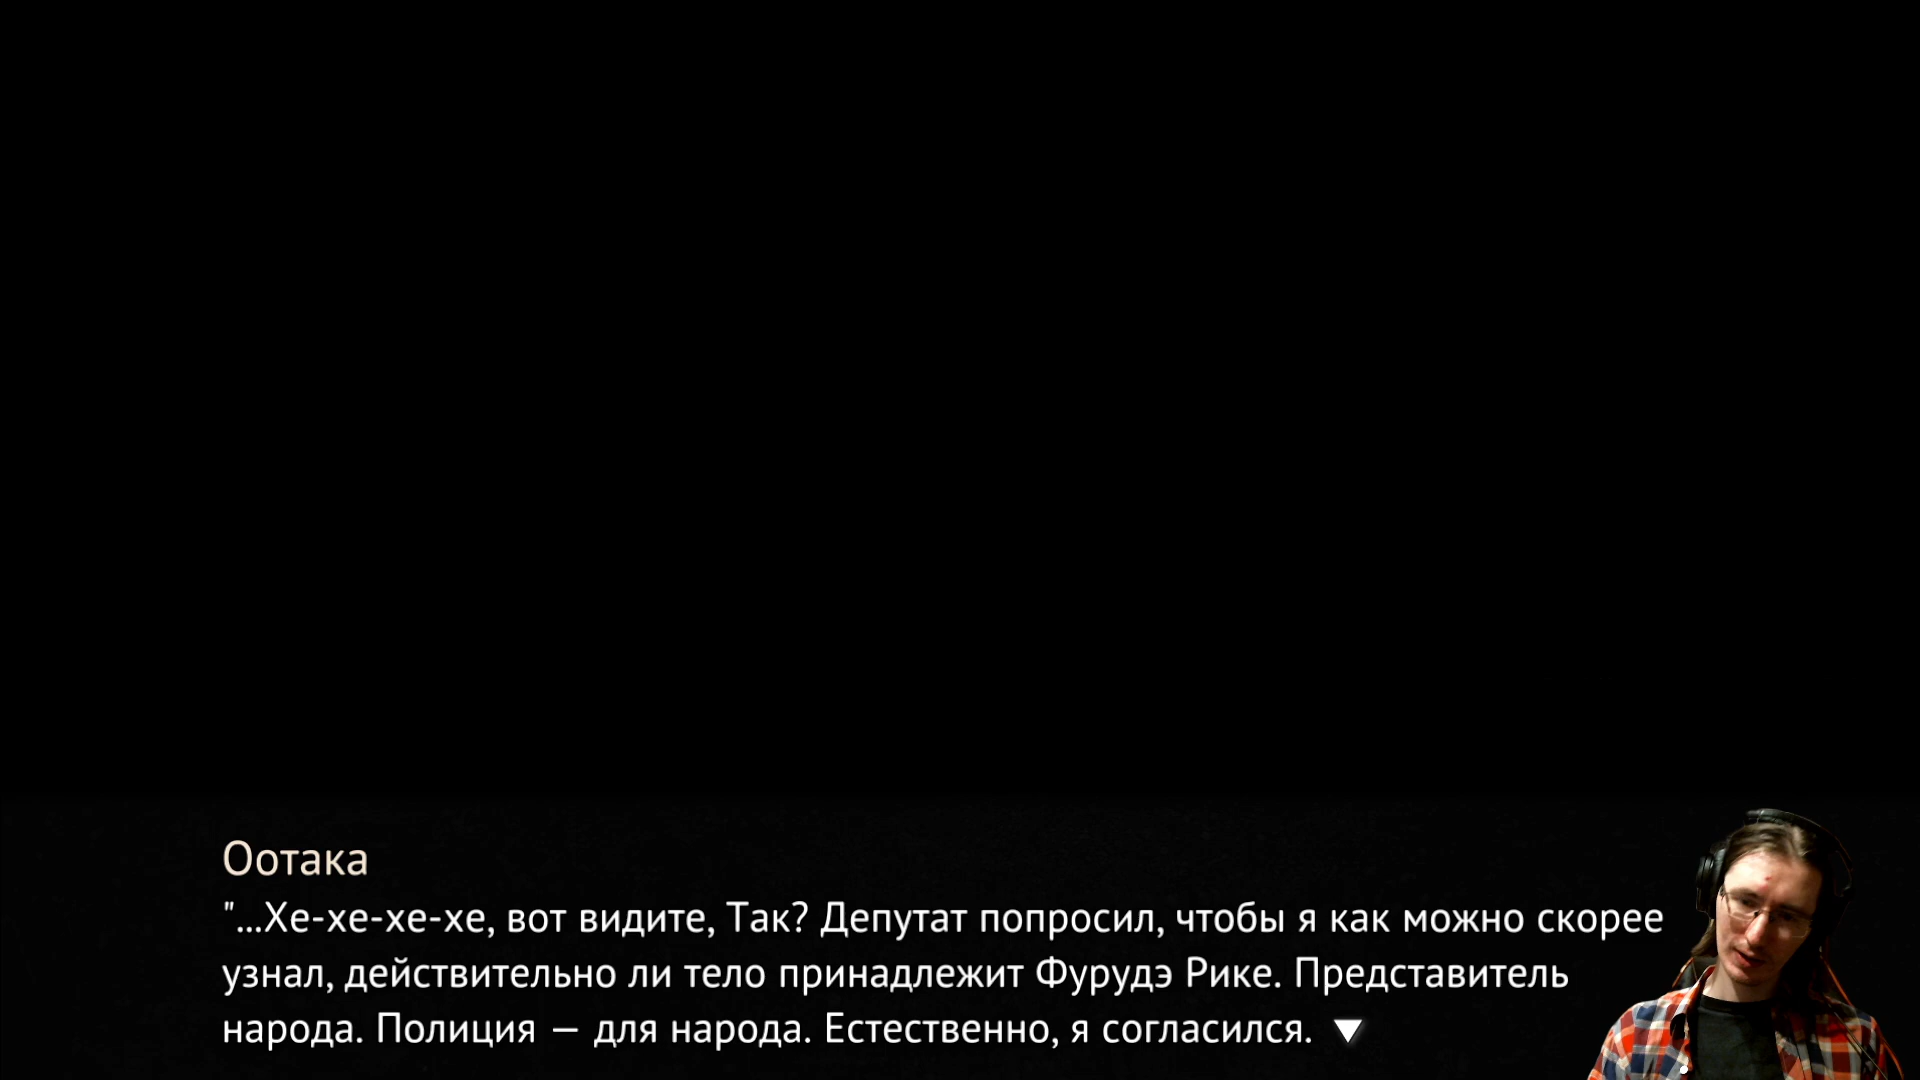 Оотака
"...Хе-хе-хе-хе, вот видите, Так? Депутат попросил, чтобы я как можно скорее
узнал, действительно ли тело принадлежит Фурудэ Рике. Представитель
народа. Полиция — для народа. Естественно, я согласился.